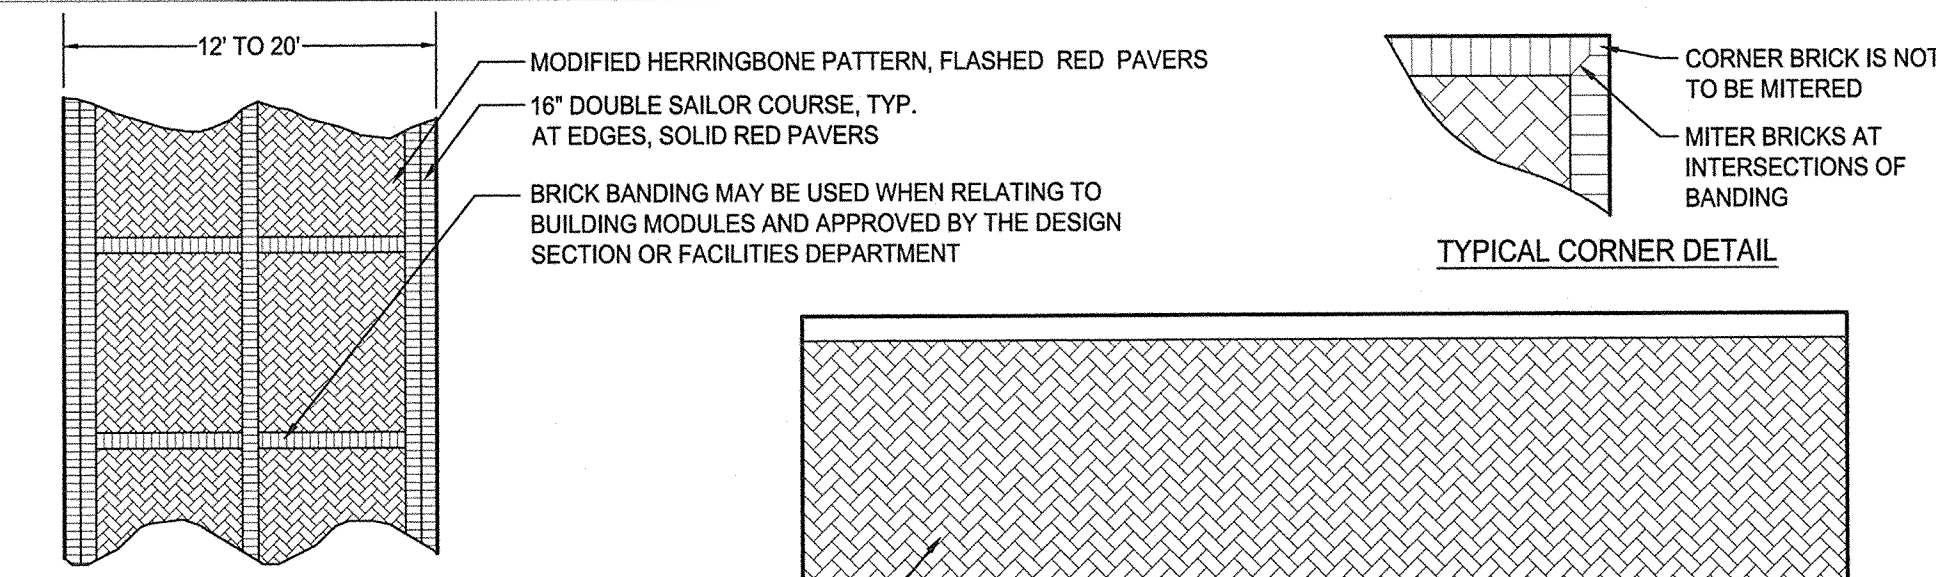 12' TO 20'
MODIFIED HERRINGBONE PATTERN, FLASHED RED PAVERS
16" DOUBLE SAILOR COURSE, TYP.
AT EDGES, SOLID RED PAVERS
BRICK BANDING MAY BE USED WHEN RELATING TO
BUILDING MODULES AND APPROVED BY THE DESIGN
SECTION OR FACILITIES DEPARTMENT
CORNER BRICK IS NOT
TO BE MITERED
MITER BRICKS AT
INTERSECTIONS OF
BANDING
TYPICAL CORNER DETAIL